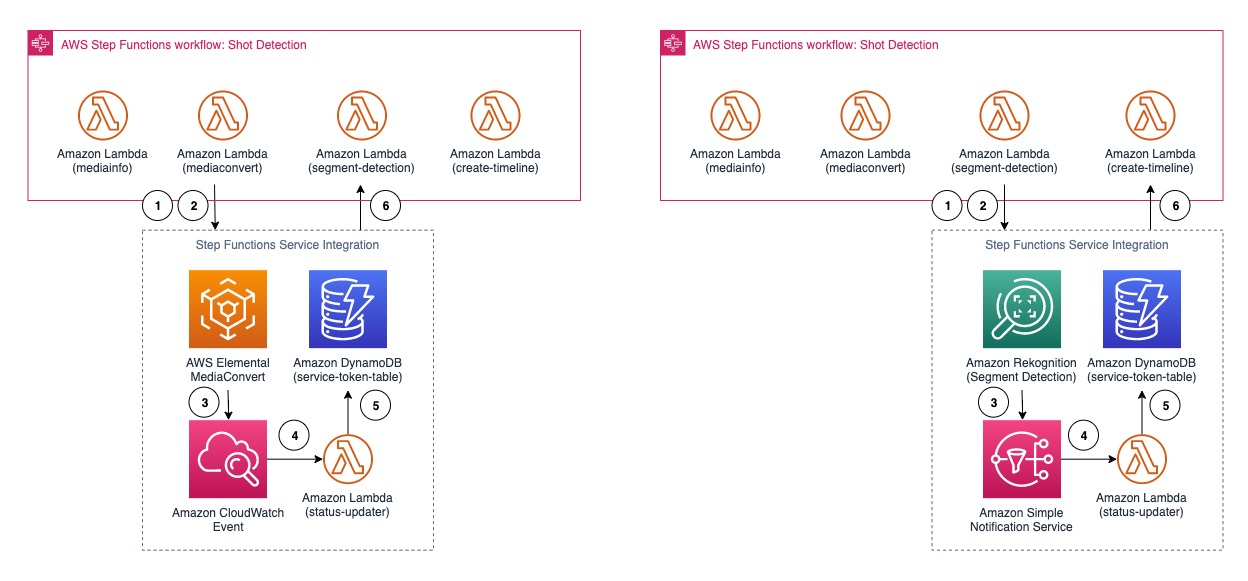 AWS Step Functions workflow: Shot Detection
Amazon Lambda
(mediainfo)
Amazon Lambda
(mediaconvert)
Amazon Lambda
(segment-detection)
Amazon Lambda
(create-timeline)
1
2
6
Step Functions Service Integration
AWS Elemental
MediaConvert
Amazon DynamoDB
(service-token-table)
3
5
4
Amazon CloudWatch
Event
Amazon Lambda
(status-updater)
AWS Step Functions workflow: Shot Detection
Amazon Lambda
(mediainfo)
Amazon Lambda
(mediaconvert)
Amazon Lambda
(segment-detection)
Amazon Lambda
(create-timeline)
1
2
6
Step Functions Service Integration
Amazon Rekognition
(Segment Detection)
Amazon DynamoDB
(service-token-table)
3
5
4
Amazon Simple
Notification Service
Amazon Lambda
(status-updater)